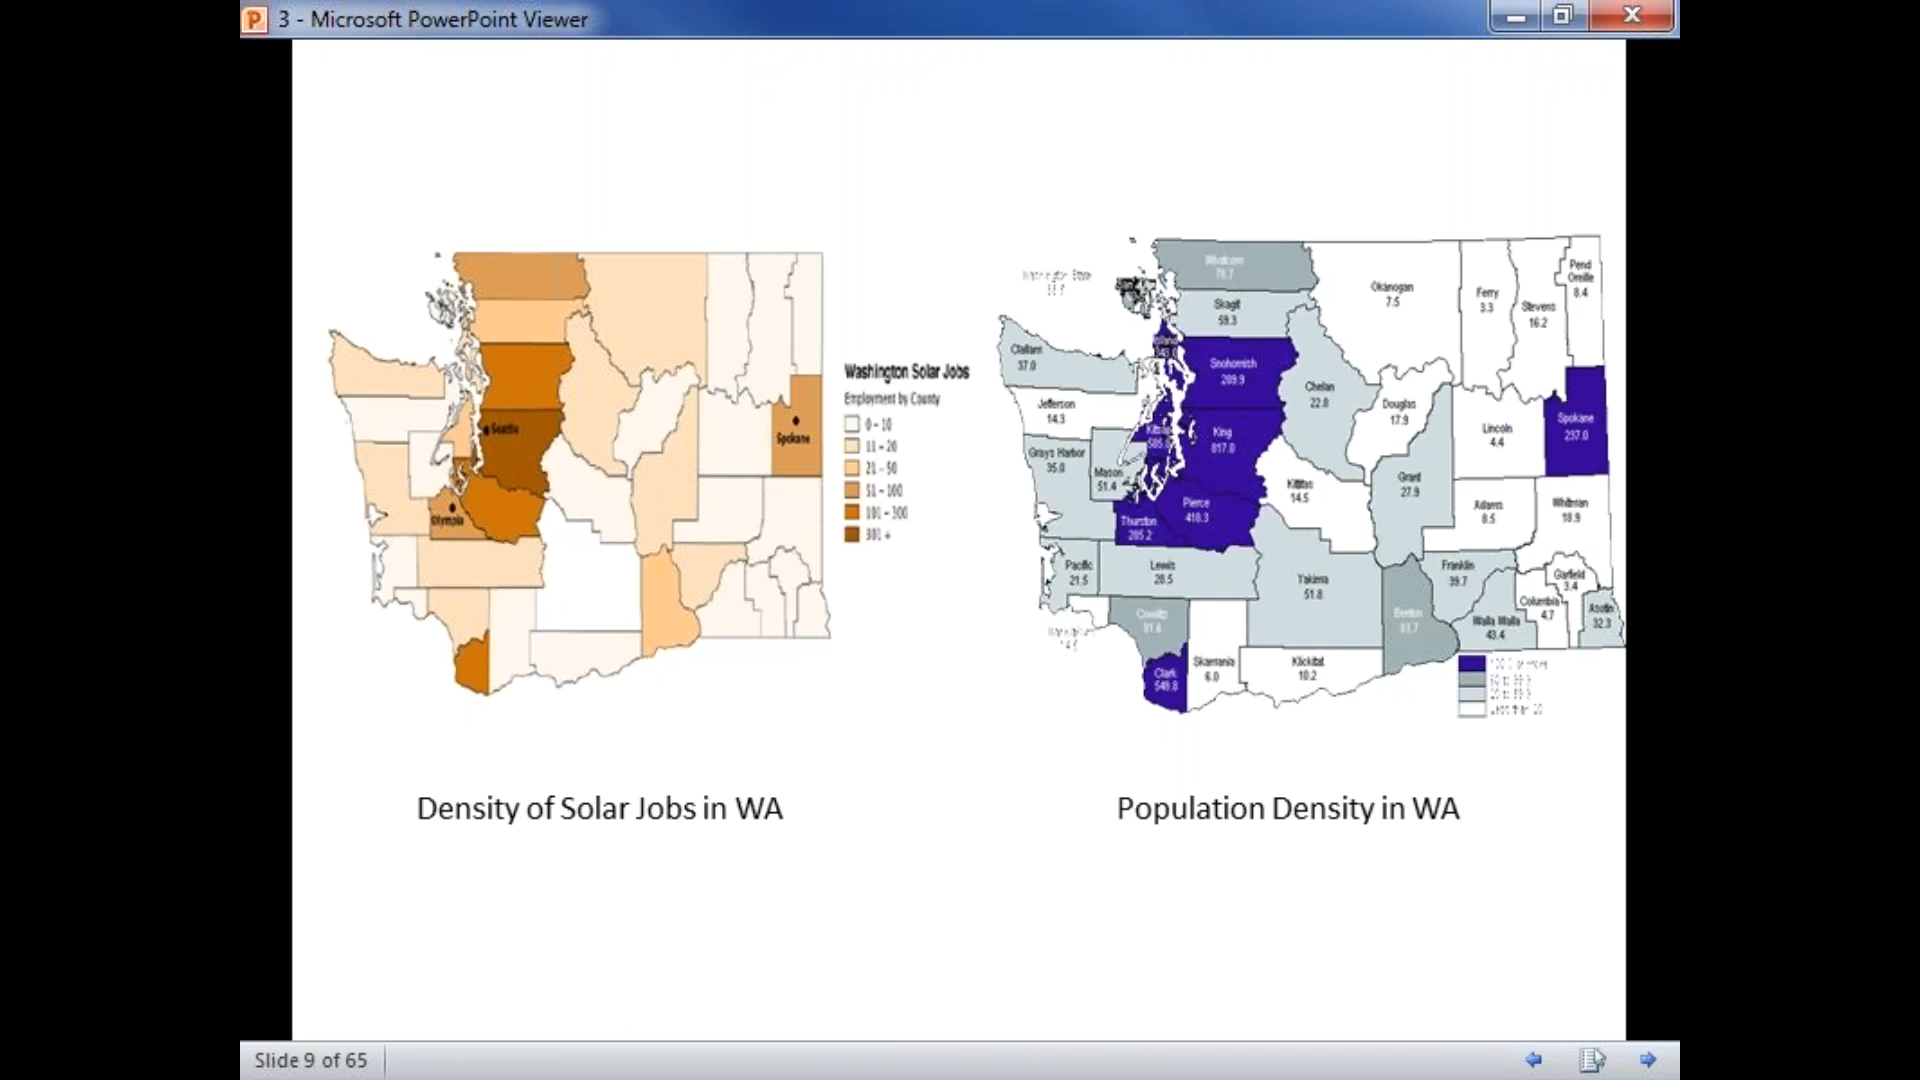 3 - Microsoft PowerPoint Viewer
Seattle
Spokane
Olympia
Washington Solar Jobs
Employment by County
0 - 10
11 - 20
21 - 50
51 - 100
101 - 300
301 +
Density of Solar Jobs in WA
Whatcom
Skagit
59.3
Okanogan
7.5
Ferry
3.3
Stevens
16.2
Pend
Oreille
8.4
Clallam
37.0
Jefferson
14.3
Snohomish
Chelan
22.8
Douglas
17.9
Lincoln
4.4
Spokane
237.0
King
817.0
Grays Harbor
35.0
Mason
51.4
Kittitas
14.5
Grant
27.9
Adams
8.5
Whitman
18.9
Pierce
418.3
Thurston
Pacific
21.5
Lewis
28.5
Yakima
51.8
Franklin
39.7
Garfield
3.4
Columbia
4.7
Asotin
32.3
Cowlitz
Benton
Walla Walla
43.4
Clark
Skamania
6.0
Klickitat
10.2
Population Density in WA
Slide 9 of 65